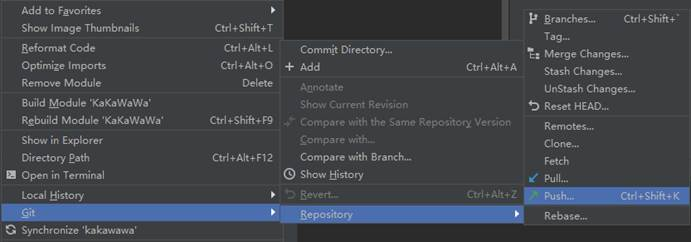 Add to Favorites
Show Image Thumbnails Ctrl+Shift+T
Reformat Code Ctrl+Alt+L
Optimize Imports Ctrl+Alt+O
Remove Module Delete
Build Module 'KaKaWaWa'
Rebuild Module 'KaKaWaWa' Ctrl+Shift+F9
Show in Explorer
Directory Path Ctrl+Alt+F12
Open in Terminal
Local History
Git
Synchronize 'kakawawa'
Commit Directory...
Add Ctrl+Alt+A
Annotate
Show Current Revision
Compare with the Same Repository Version
Compare with...
Compare with Branch...
Show History
Revert... Ctrl+Alt+Z
Repository
Branches... Ctrl+Shift+`
Tag...
Merge Changes...
Stash Changes...
UnStash Changes...
Reset HEAD...
Remotes...
Clone...
Fetch
Pull...
Push... Ctrl+Shift+K
Rebase...